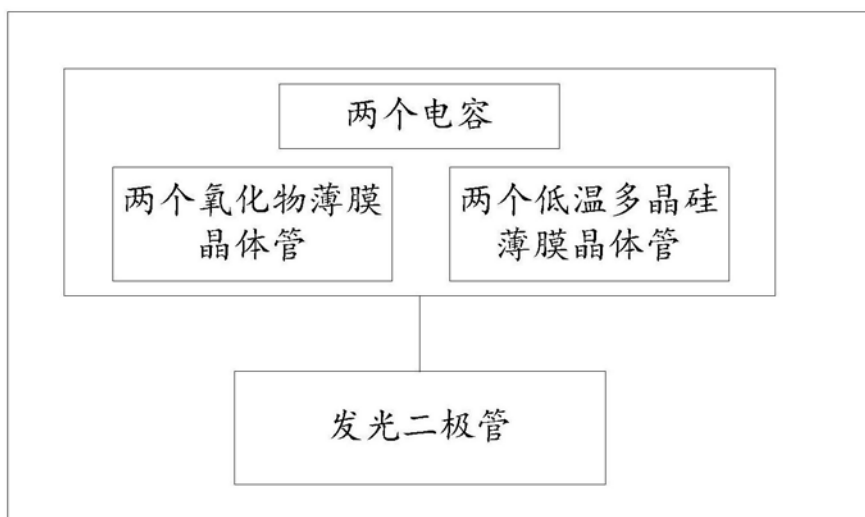 两个电容
两个氧化物薄膜
晶体管
两个低温多晶硅
薄膜晶体管
发光二极管